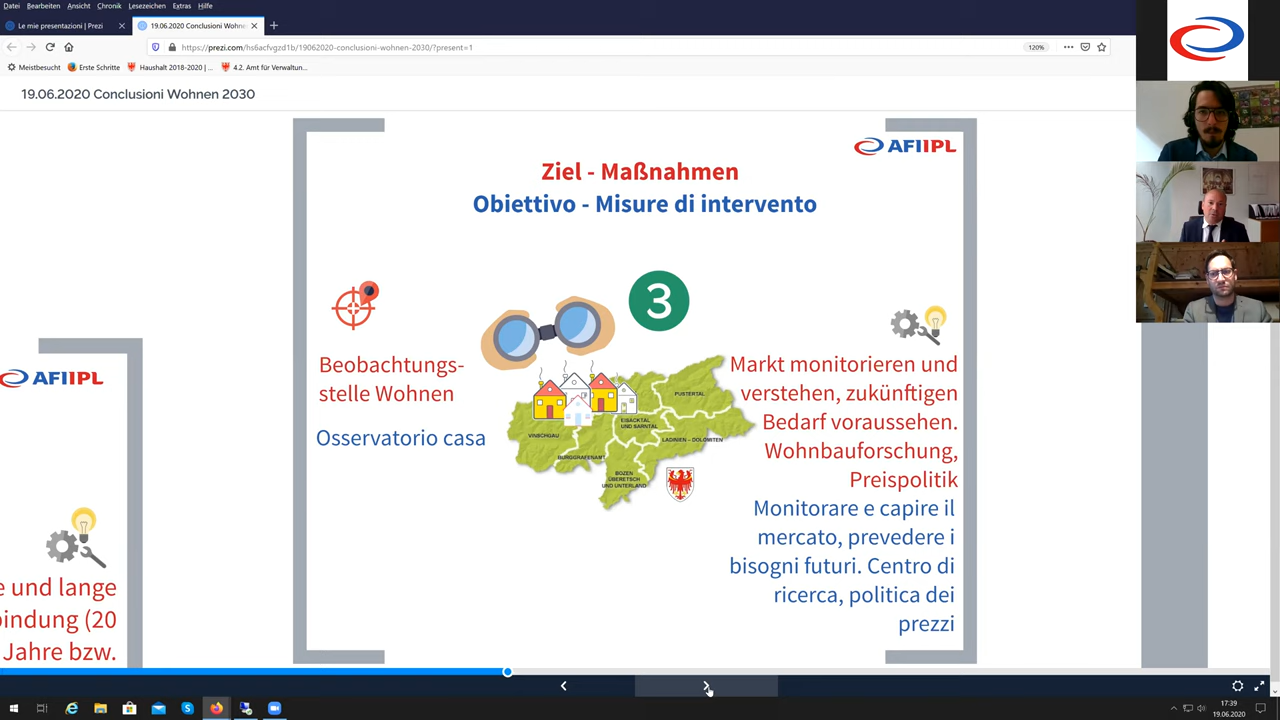 Datei Bearbeiten Ansicht Chronik Lesezeichen Extras Hilfe
Le mie presentazioni | Prezi
19.06.2020 Conclusioni Wohne
https://prezi.com/hs6acfvgzd1b/19062020-conclusioni-wohnen-2030/?present=1
120%
Meistbesucht Erste Schritte Haushalt 2018-2020 | ... 4.2. Amt für Verwaltun...
19.06.2020 Conclusioni Wohnen 2030
AFIIPL
Ziel - Maßnahmen
Obiettivo - Misure di intervento
3
Beobachtungs-
stelle Wohnen
Osservatorio casa
PUSTERTAL
EISACKTAL
UND SARNTAL
VINSCHGAU
LADINIEN – DOLOMITEN
BURGGRAFENAMT
BOZEN
ÜBERETSCH
UND UNTERLAND
Markt monitorieren und
verstehen, zukünftigen
Bedarf voraussehen.
Wohnbauforschung,
Preispolitik
Monitorare e capire il
mercato, prevedere i
bisogni futuri. Centro di
ricerca, politica dei
prezzi
AFIIPL
e und lange
bindung (20
Jahre bzw.
17:39
19.06.2020